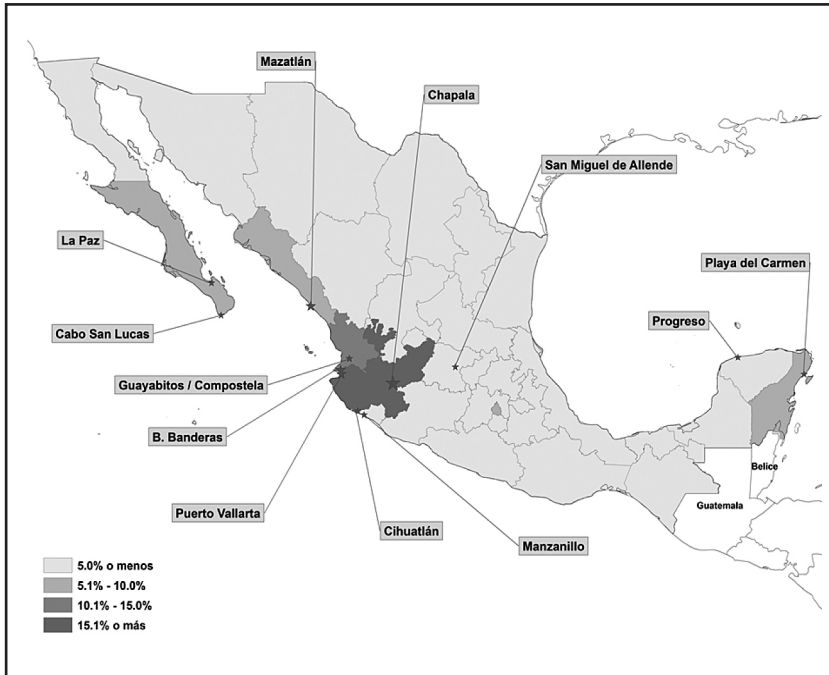 Mazatlán
Chapala
San Miguel de Allende
La Paz
Playa del Carmen
Progreso
Cabo San Lucas
Guayabitos / Compostela
B. Banderas
Belice
Guatemala
Puerto Vallarta
Cihuatlán
Manzanillo
5.0% o menos
5.1% - 10.0%
10.1% - 15.0%
15.1% o más